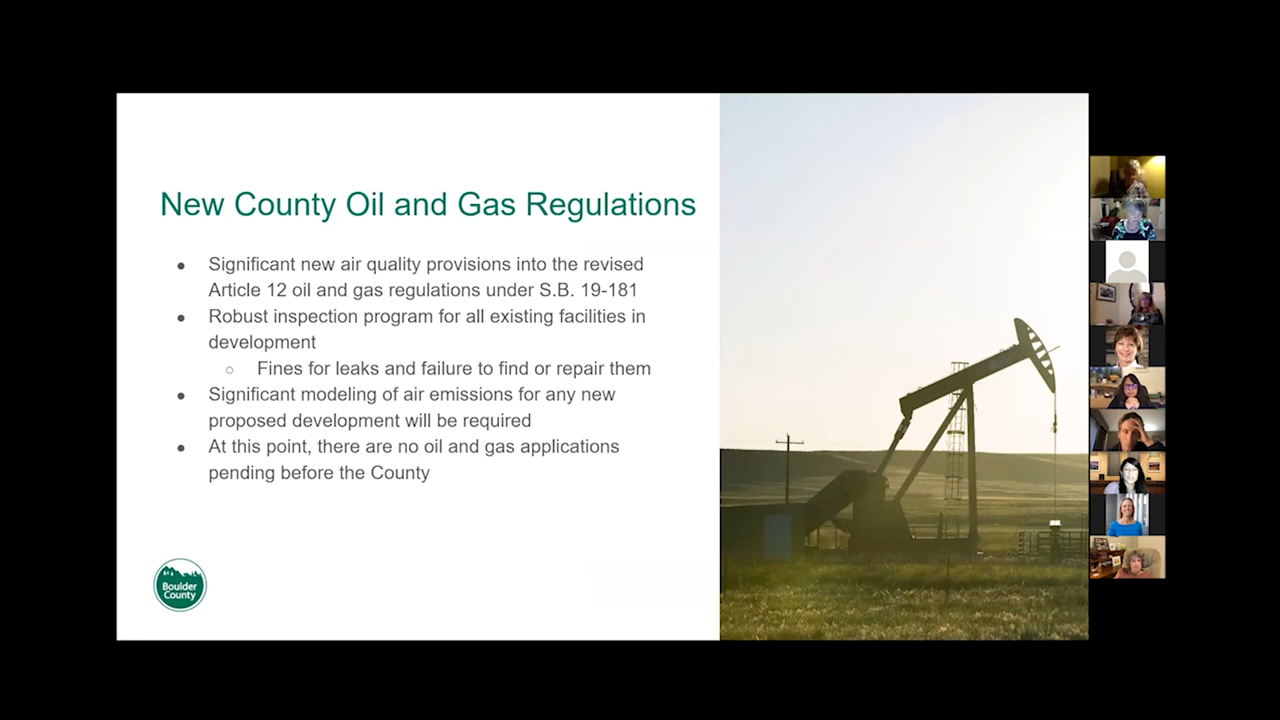 New County Oil and Gas Regulations
● Significant new air quality provisions into the revised
Article 12 oil and gas regulations under S.B. 19-181
● Robust inspection program for all existing facilities in
development
○ Fines for leaks and failure to find or repair them
● Significant modeling of air emissions for any new
proposed development will be required
● At this point, there are no oil and gas applications
pending before the County
Boulder
County